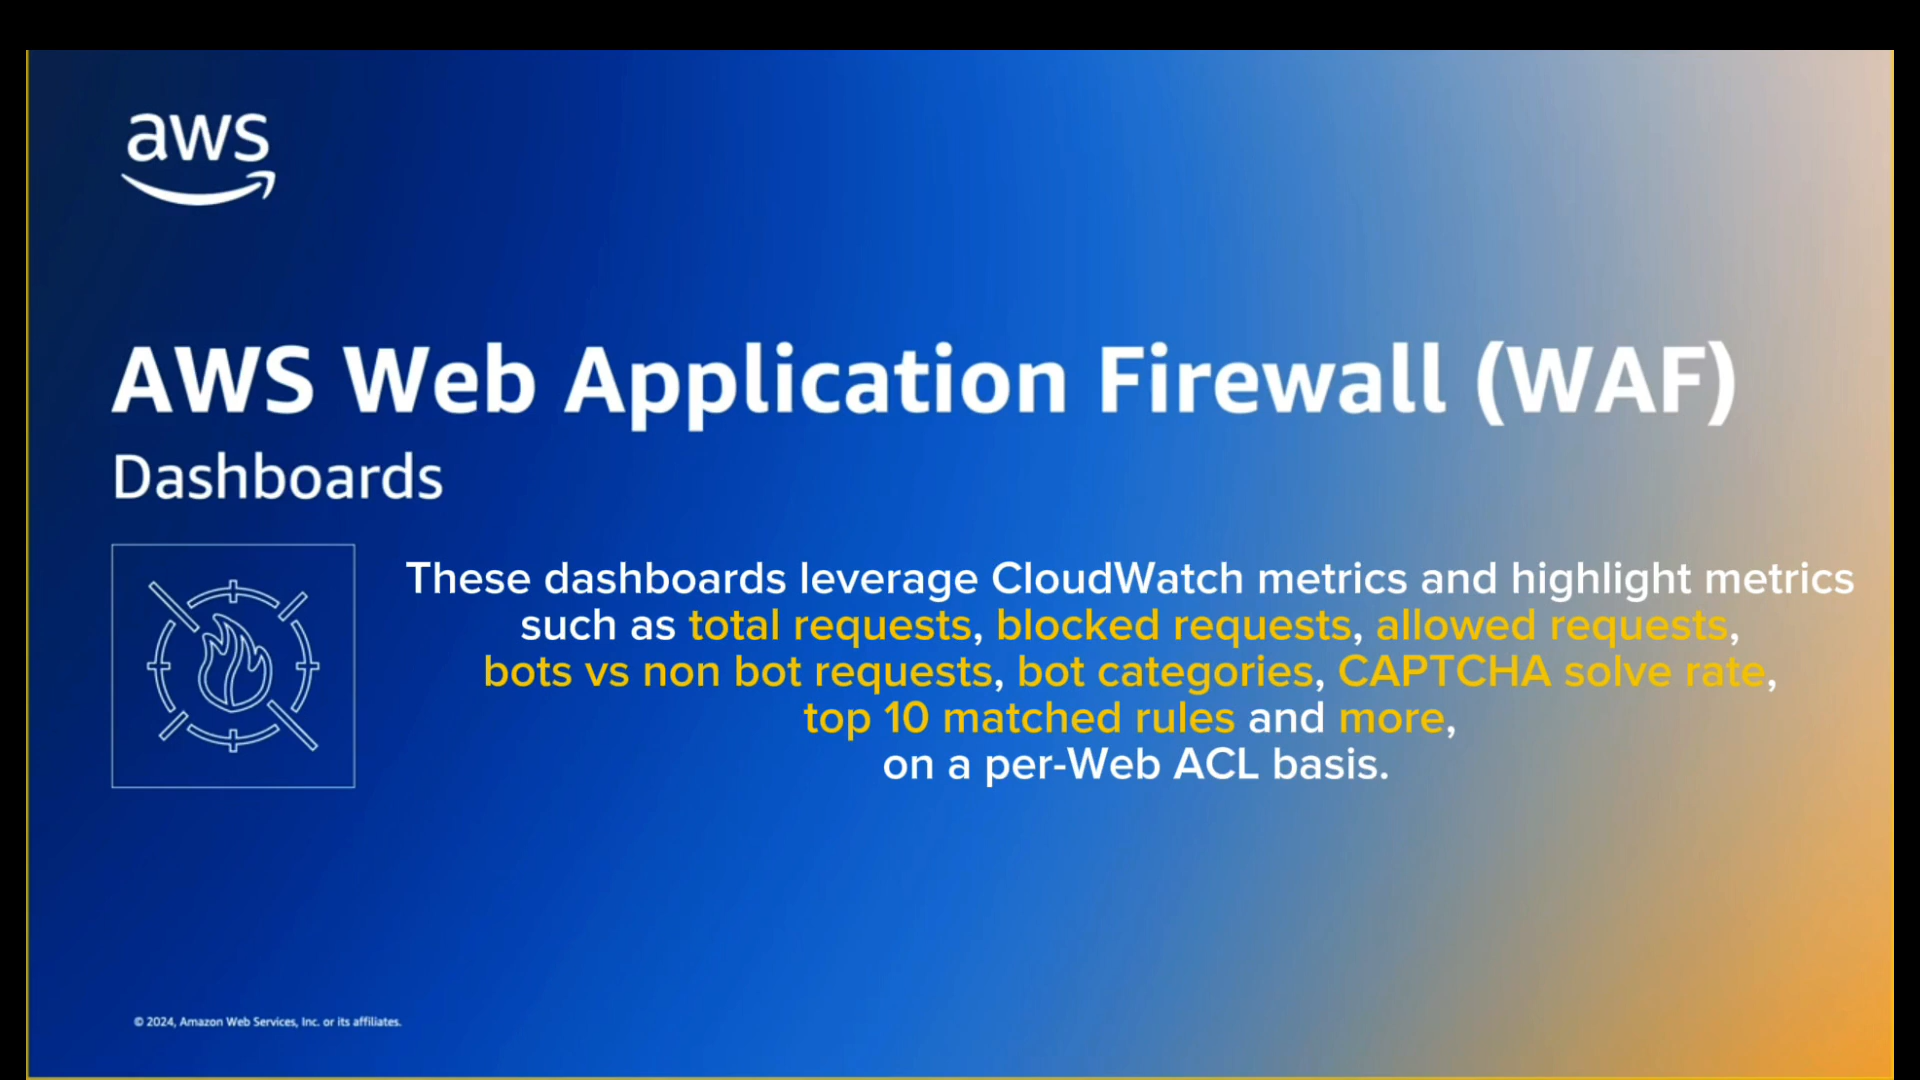 aws
AWS Web Application Firewall (WAF)
Dashboards
These dashboards leverage CloudWatch metrics and highlight metrics
such as total requests, blocked requests, allowed requests,
bots vs non bot requests, bot categories, CAPTCHA solve rate,
top 10 matched rules and more,
on a per-Web ACL basis.
© 2024, Amazon Web Services, Inc. or its affiliates.